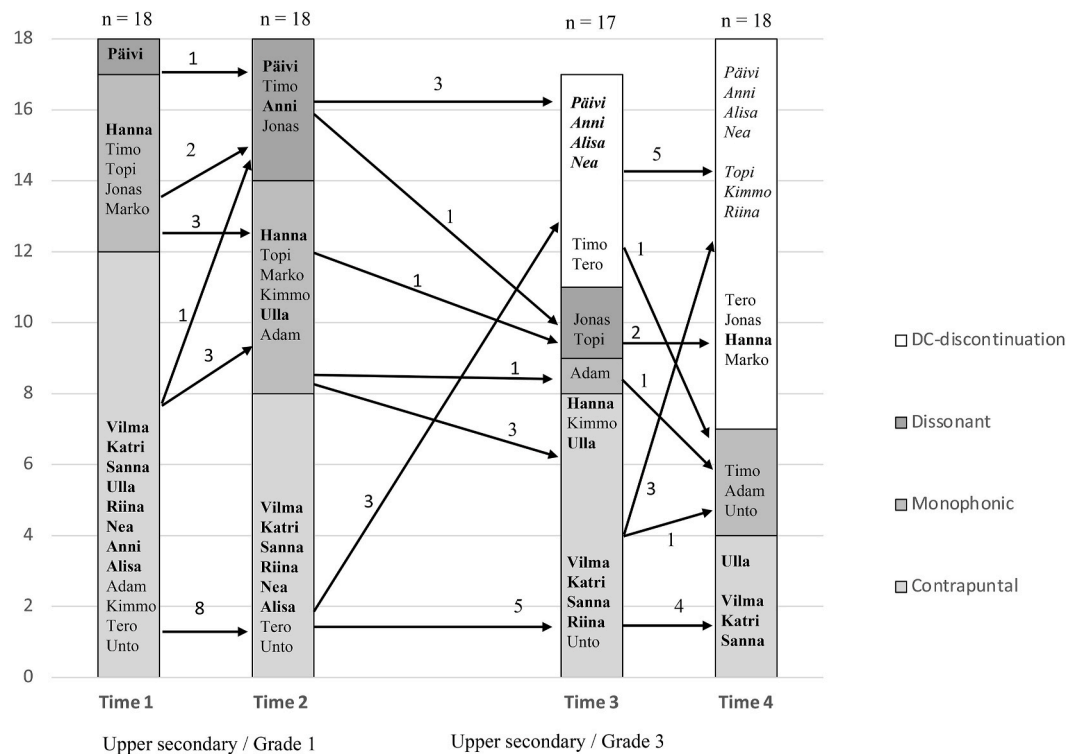 n = 18
n = 18
n = 17
n = 18
18
16
14
12
10
8
6
4
2
0
Päivi
Hanna
Timo
Topi
Jonas
Marko
Vilma
Katri
Sanna
Ulla
Riina
Nea
Anni
Alisa
Adam
Kimmo
Tero
Unto
1
2
3
1
3
8
Päivi
Timo
Anni
Jonas
Hanna
Topi
Marko
Kimmo
Ulla
Adam
Vilma
Katri
Sanna
Riina
Nea
Alisa
Tero
Unto
3
1
1
1
3
3
5
Päivi
Anni
Alisa
Nea
Timo
Tero
Jonas
Topi
Adam
Hanna
Kimmo
Ulla
Vilma
Katri
Sanna
Riina
Unto
5
1
2
1
3
1
4
Päivi
Anni
Alisa
Nea
Topi
Kimmo
Riina
Tero
Jonas
Hanna
Marko
Timo
Adam
Unto
Ulla
Vilma
Katri
Sanna
DC-discontinuation
Dissonant
Monophonic
Contrapuntal
Time 1
Time 2
Time 3
Time 4
Upper secondary / Grade 1
Upper secondary / Grade 3